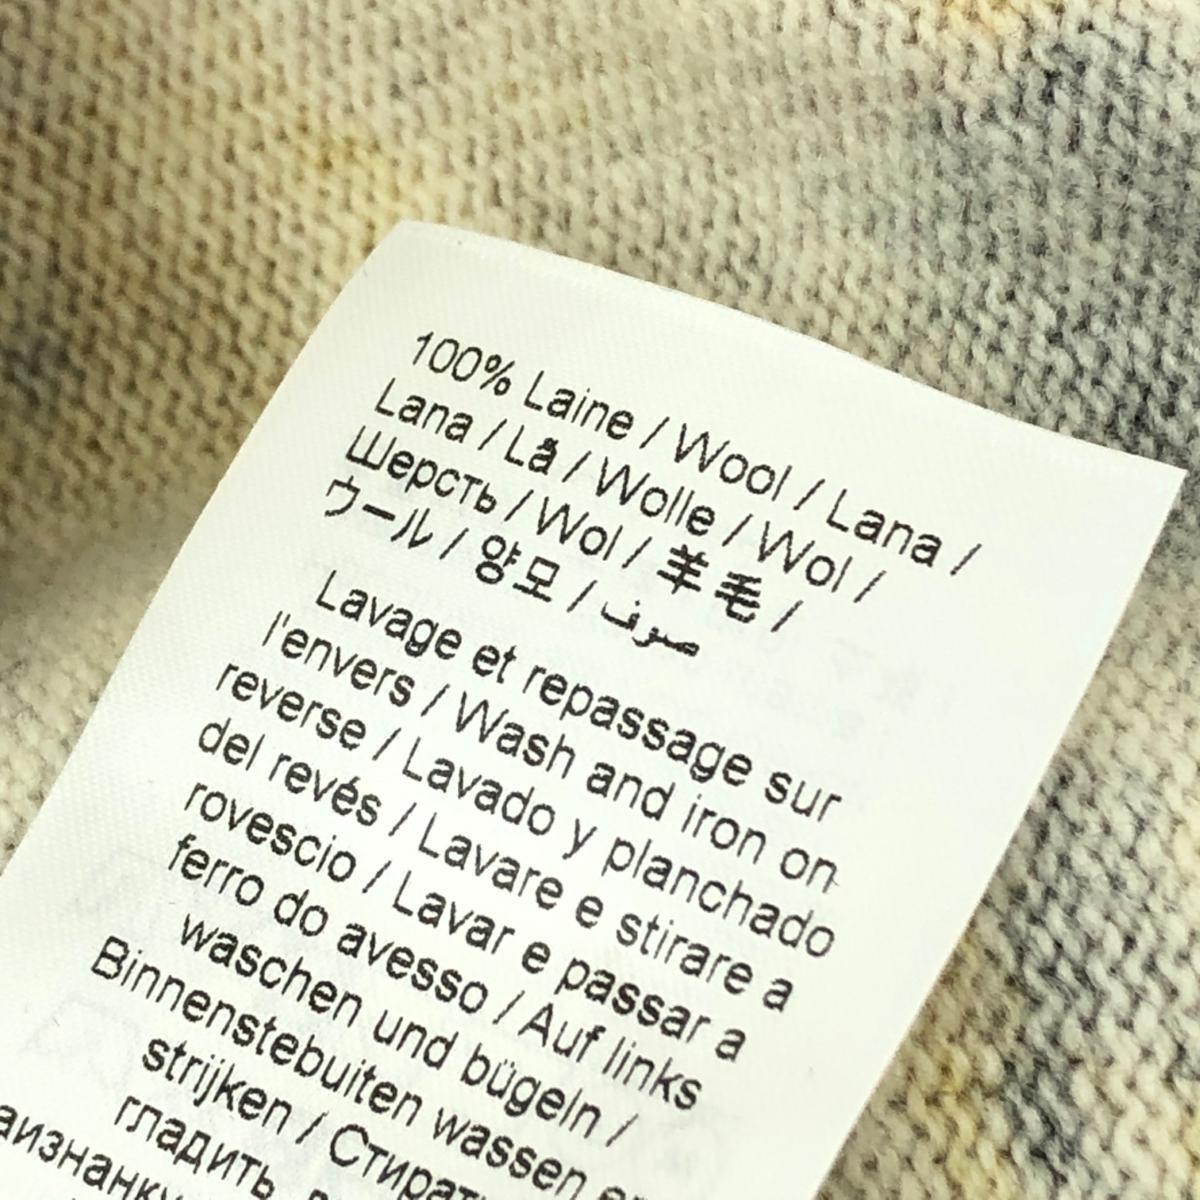 100% Laine / Wool / Lana /
Lana / Lã / Wolle / Wol /
Шерсть / Wol / 羊毛 /
ウール / 양모 / صوف
Lavage et repassage sur
l'envers / Wash and iron on
reverse / Lavado y planchado
del revés / Lavare e stirare a
rovescio / Lavar e passar a
ferro do avesso / Auf links
waschen und bügeln /
Binnenstebuiten wassen en
strijken / Стират
гладить